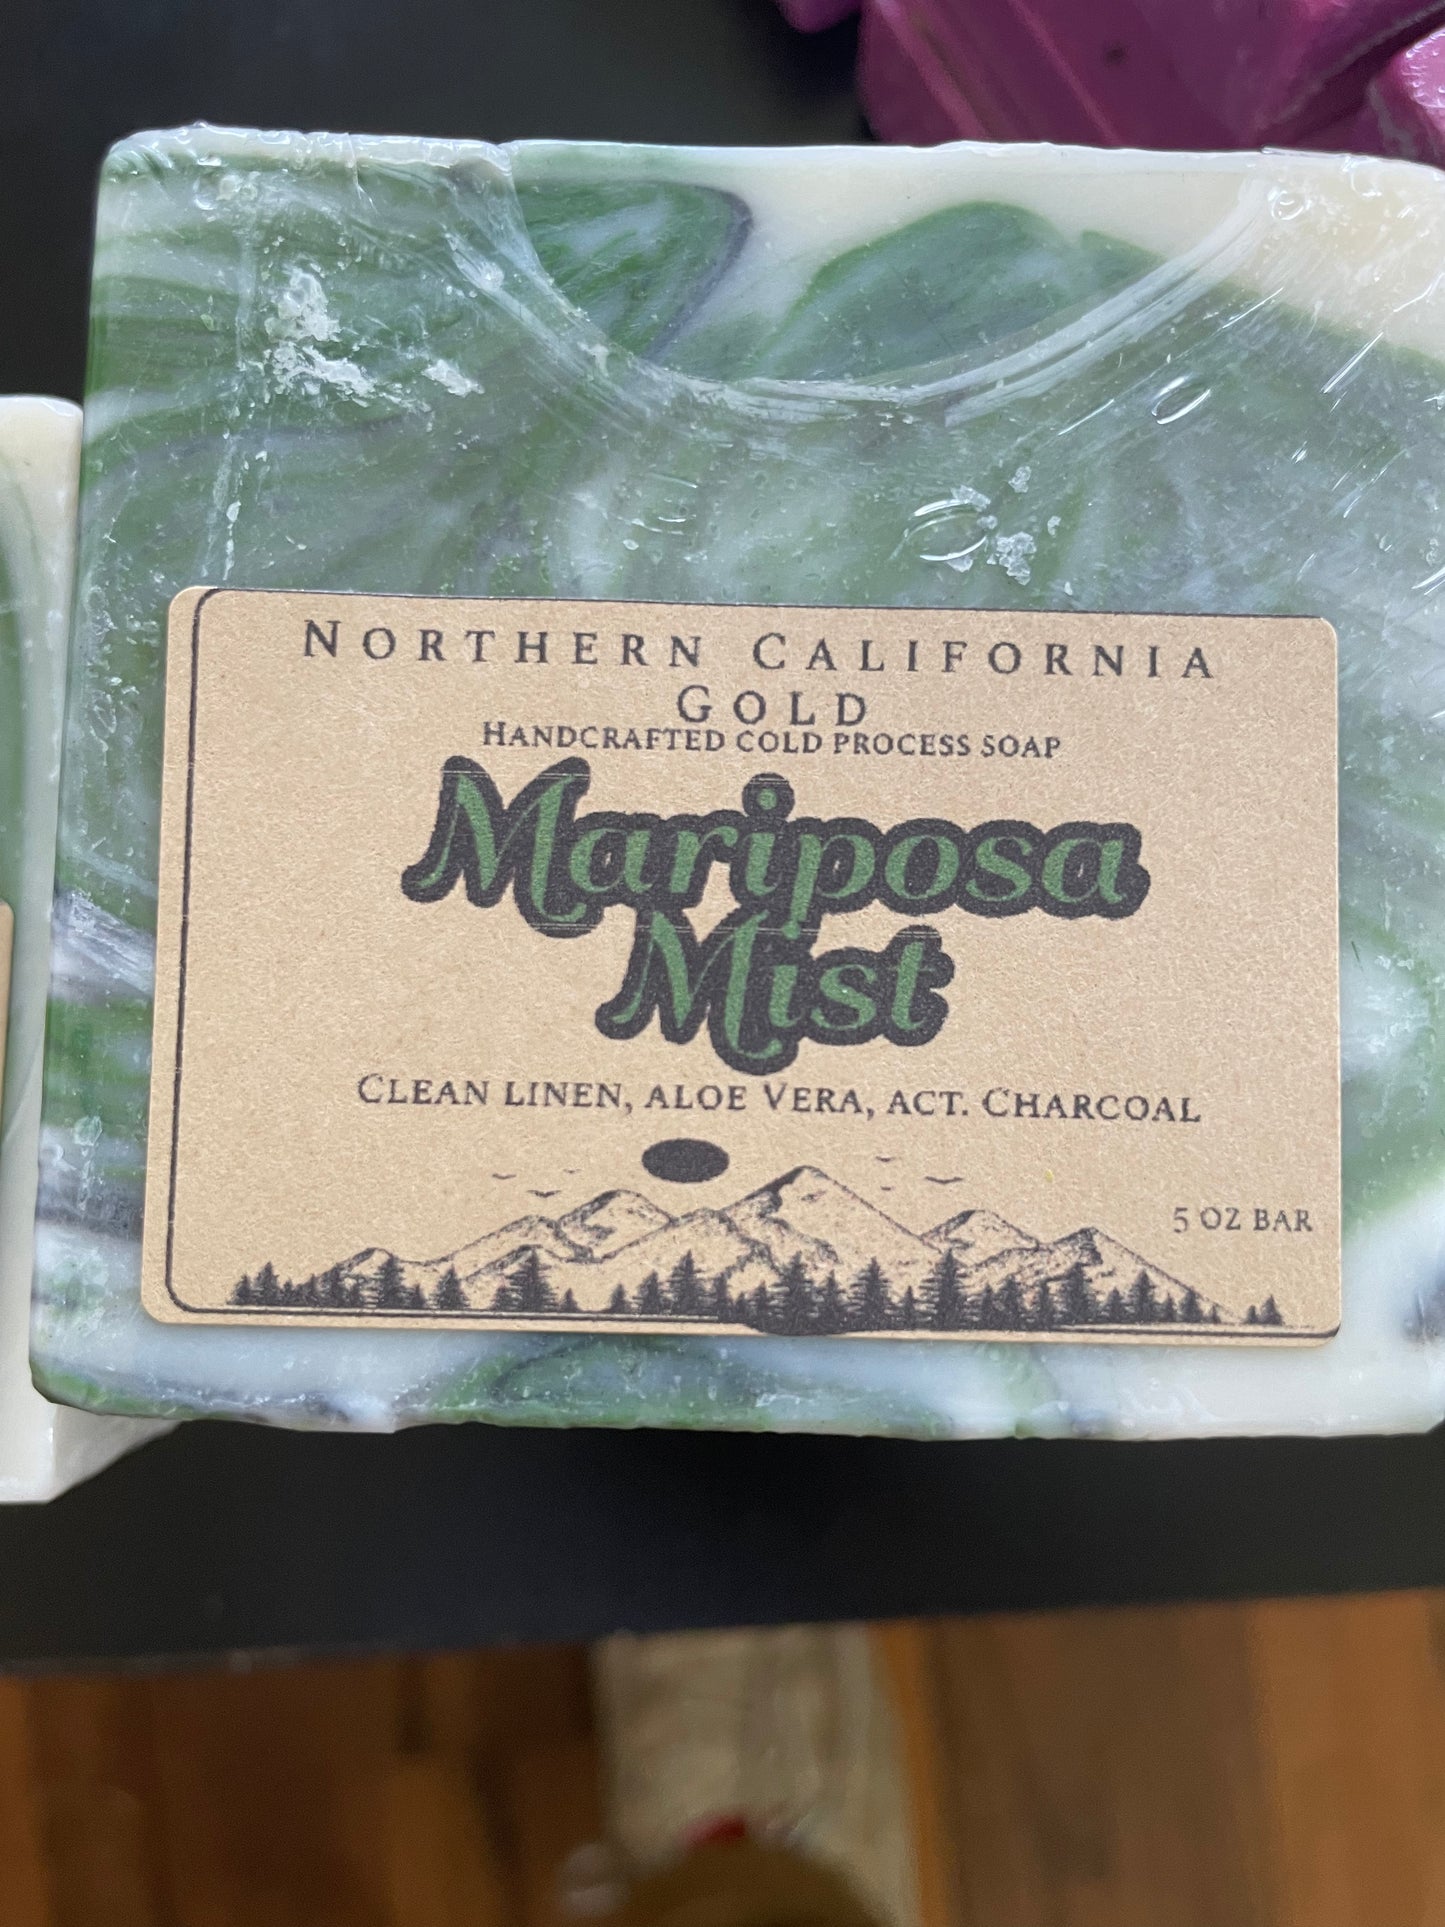 NORTHERN CALIFORNIA
GOLD
HANDCRAFTED COLD PROCESS SOAP
Mariposa
Mist
CLEAN LINEN, ALOE VERA, ACT. CHARCOAL
5 OZ BAR